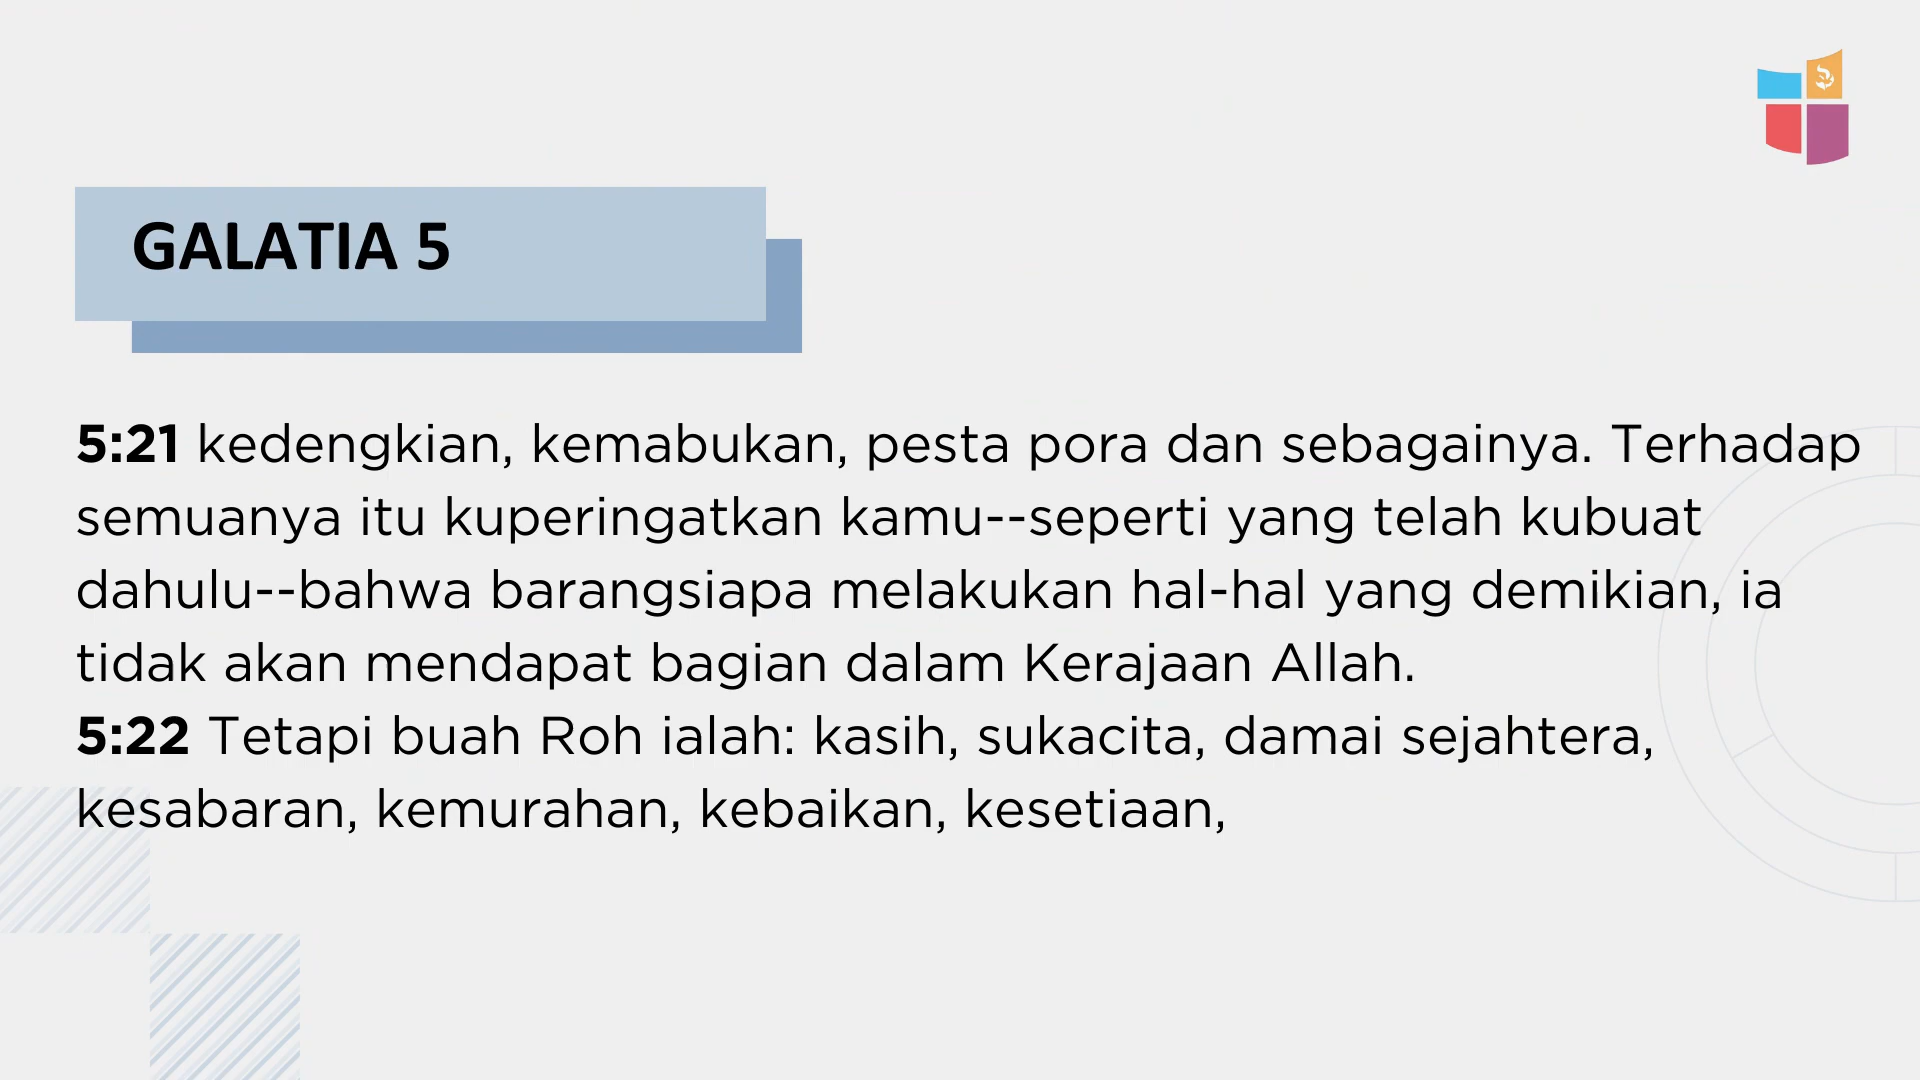 GALATIA 5
5:21 kedengkian, kemabukan, pesta pora dan sebagainya. Terhadap
semuanya itu kuperingatkan kamu--seperti yang telah kubuat
dahulu--bahwa barangsiapa melakukan hal-hal yang demikian, ia
tidak akan mendapat bagian dalam Kerajaan Allah.
5:22 Tetapi buah Roh ialah: kasih, sukacita, damai sejahtera,
kesabaran, kemurahan, kebaikan, kesetiaan,